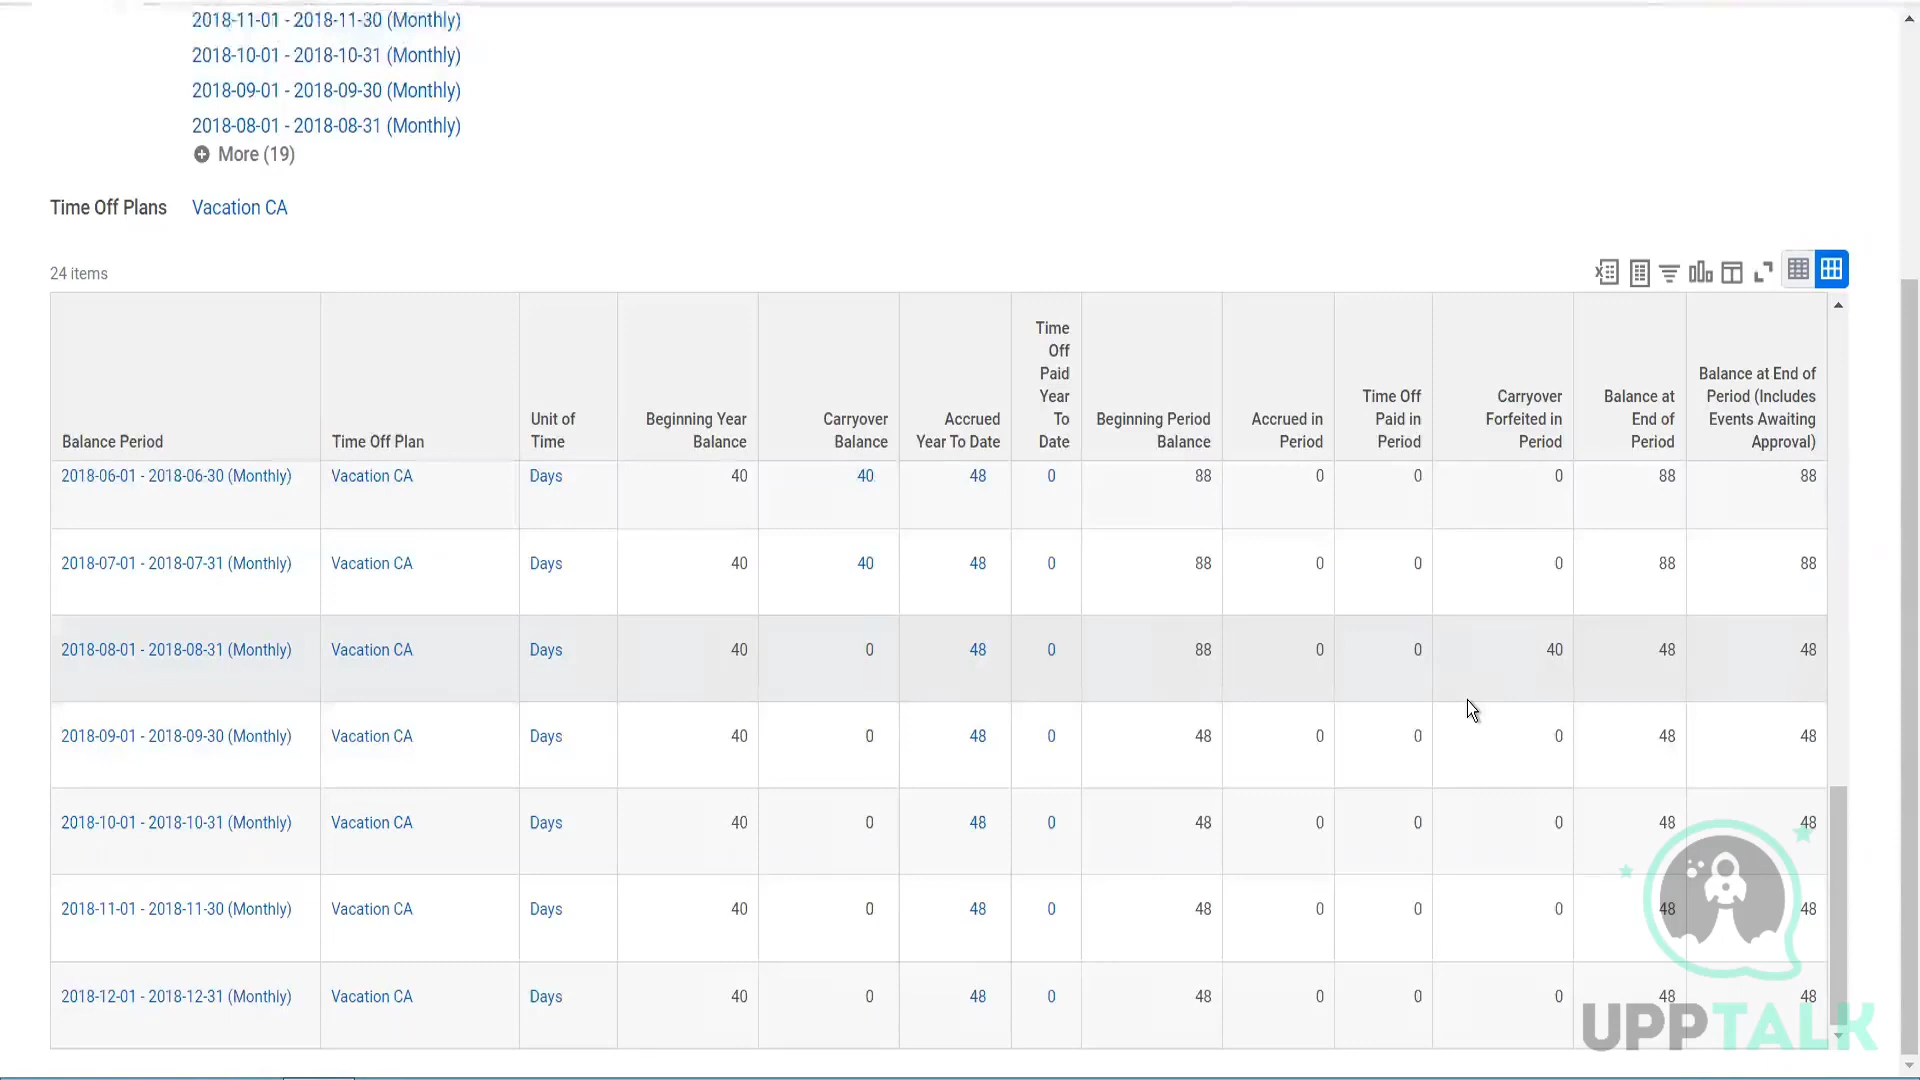 2018-11-01 - 2018-11-30 (Monthly)
2018-10-01 - 2018-10-31 (Monthly)
2018-09-01 - 2018-09-30 (Monthly)
2018-08-01 - 2018-08-31 (Monthly)
More (19)
Time Off Plans Vacation CA
24 items
Balance Period
Time Off Plan
Unit of
Time
Beginning Year
Balance
Carryover
Balance
Accrued
Year To Date
Time
Off
Paid
Year
To
Date
Beginning Period
Balance
Accrued in
Period
Time Off
Paid in
Period
Carryover
Forfeited in
Period
Balance at
End of
Period
Balance at End of
Period (Includes
Events Awaiting
Approval)
2018-06-01 - 2018-06-30 (Monthly) Vacation CA Days 40 40 48 0 88 0 0 0 88 88
2018-07-01 - 2018-07-31 (Monthly) Vacation CA Days 40 40 48 0 88 0 0 0 88 88
2018-08-01 - 2018-08-31 (Monthly) Vacation CA Days 40 0 48 0 88 0 0 40 48 48
2018-09-01 - 2018-09-30 (Monthly) Vacation CA Days 40 0 48 0 48 0 0 0 48 48
2018-10-01 - 2018-10-31 (Monthly) Vacation CA Days 40 0 48 0 48 0 0 0 48 48
2018-11-01 - 2018-11-30 (Monthly) Vacation CA Days 40 0 48 0 48 0 0 0 48 48
2018-12-01 - 2018-12-31 (Monthly) Vacation CA Days 40 0 48 0 48 0 0 0 48 48
UPPTALK